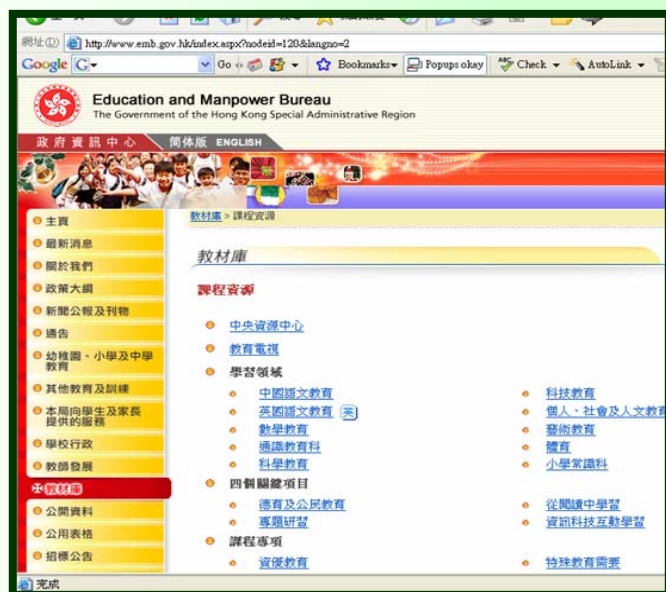 網址(D) http://www.emb.gov.hk/index.aspx?nodeid=120&langno=2
Google G Go Bookmarks Popups okay Check AutoLink
Education and Manpower Bureau
The Government of the Hong Kong Special Administrative Region
政府資訊中心 简体版 ENGLISH
教材庫 > 課程資源
主頁
最新消息
關於我們
政策大綱
新聞公報及刊物
通告
幼稚園、小學及中學
教育
其他教育及訓練
本局向學生及家長
提供的服務
學校行政
教師發展
教材庫
公開資料
公用表格
招標公告
教材庫
課程資源
中央資源中心
教育電視
學習領域
中國語文教育 科技教育
英國語文教育 英 個人、社會及人文教育
數學教育 藝術教育
通識教育科 體育
科學教育 小學常識科
四個關鍵項目
德育及公民教育 從閱讀中學習
專題研習 資訊科技互動學習
課程專項
資優教育 特殊教育需要
完成